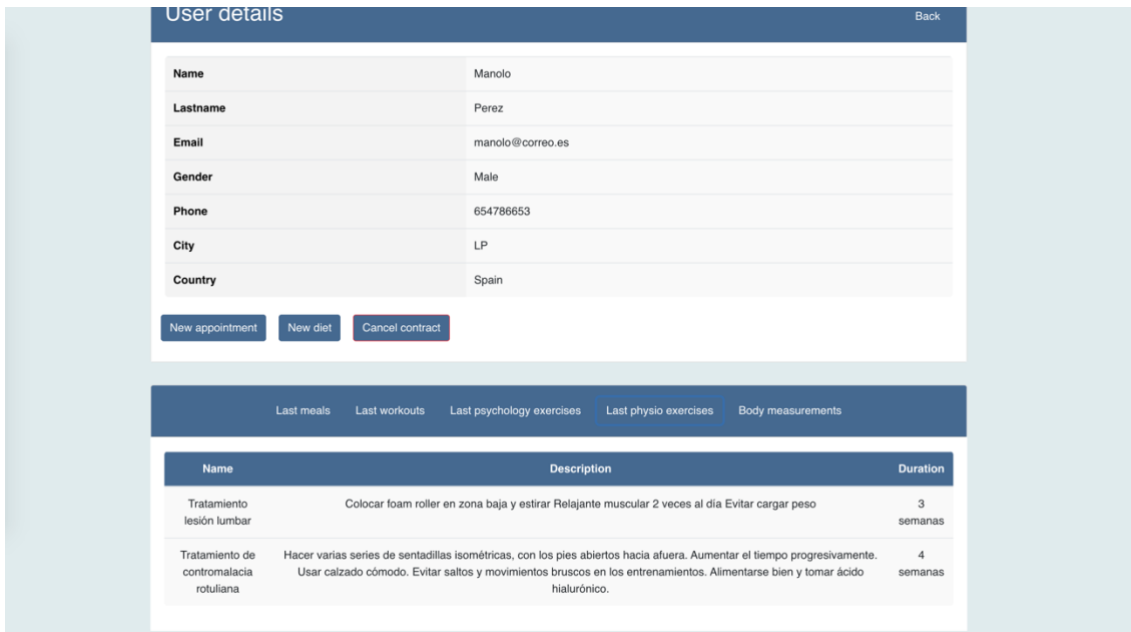 User details
Back
Name Manolo
Lastname Perez
Email manolo@correo.es
Gender Male
Phone 654786653
City LP
Country Spain
New appointment New diet Cancel contract
Last meals Last workouts Last psychology exercises Last physio exercises Body measurements
Name Description Duration
Tratamiento lesión lumbar
Colocar foam roller en zona baja y estirar Relajante muscular 2 veces al día Evitar cargar peso
3 semanas
Tratamiento de contromalacia rotuliana
Hacer varias series de sentadillas isométricas, con los pies abiertos hacia afuera. Aumentar el tiempo progresivamente.
Usar calzado cómodo. Evitar saltos y movimientos bruscos en los entrenamientos. Alimentarse bien y tomar ácido
hialurónico.
4 semanas